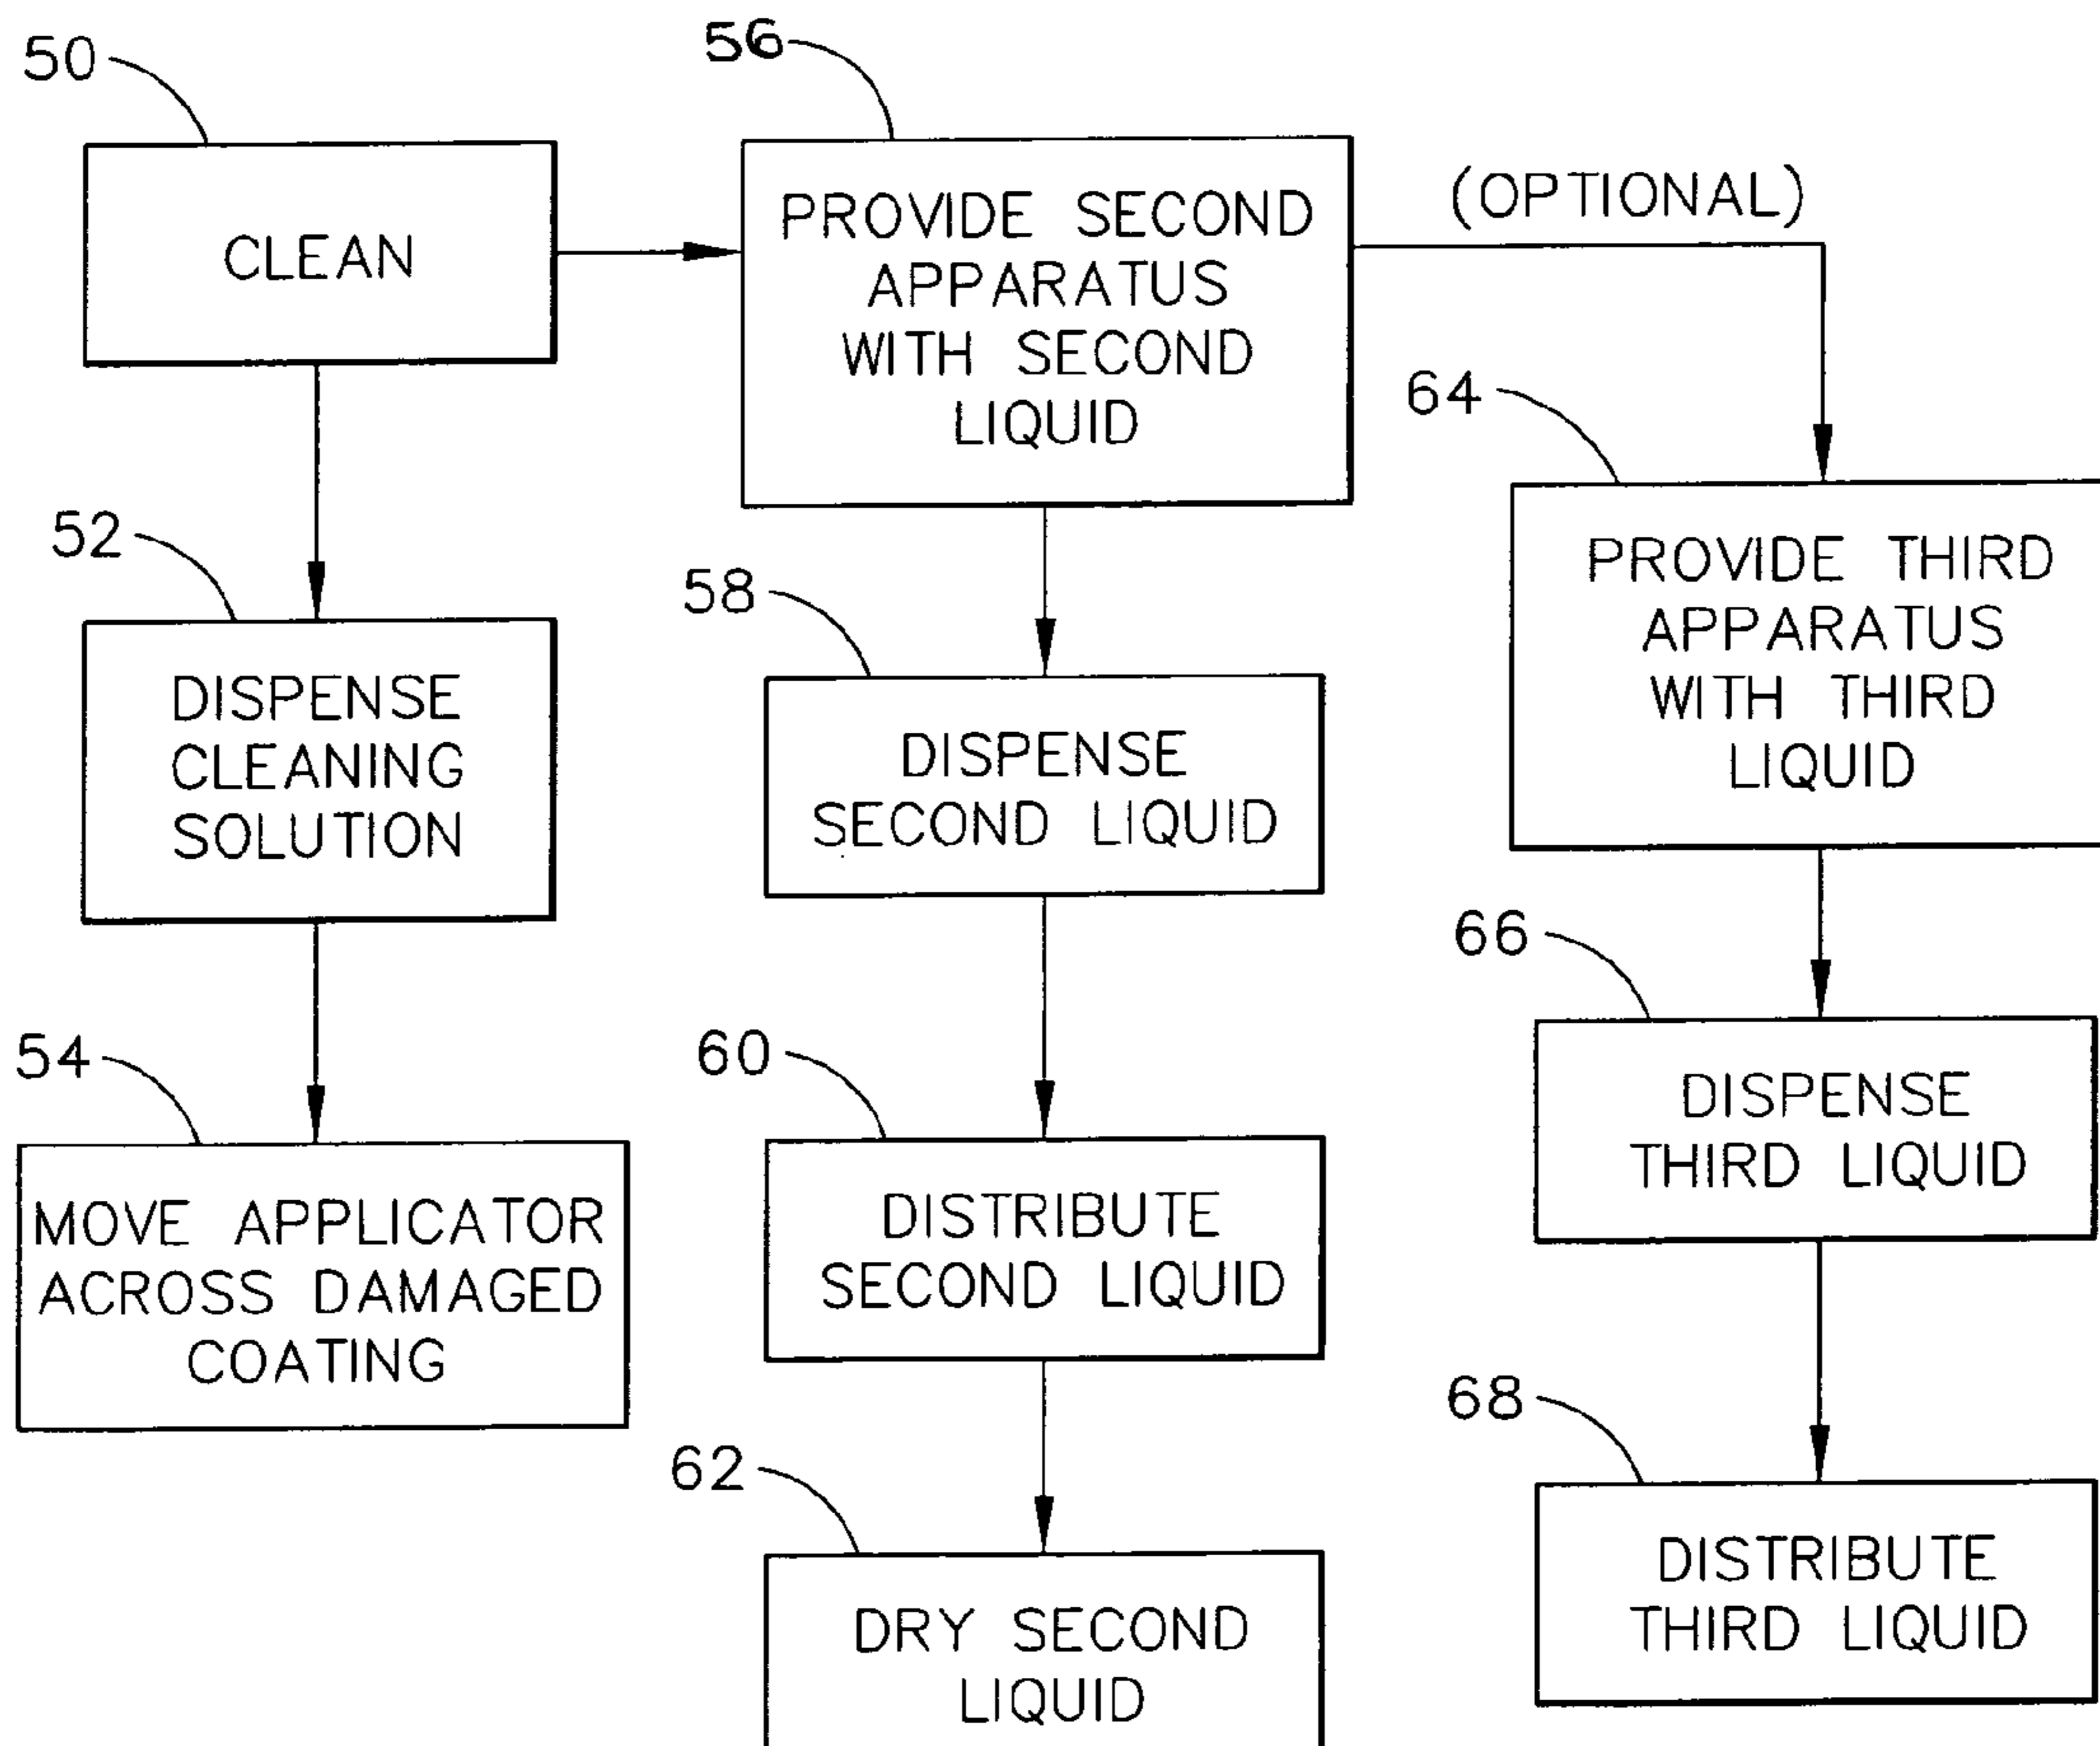 50
CLEAN
52
DISPENSE
CLEANING
SOLUTION
54
MOVE APPLICATOR
ACROSS DAMAGED
COATING
56
PROVIDE SECOND
APPARATUS
WITH SECOND
LIQUID
58
DISPENSE
SECOND LIQUID
60
DISTRIBUTE
SECOND LIQUID
62
DRY SECOND
LIQUID
(OPTIONAL)
64
PROVIDE THIRD
APPARATUS
WITH THIRD
LIQUID
66
DISPENSE
THIRD LIQUID
68
DISTRIBUTE
THIRD LIQUID